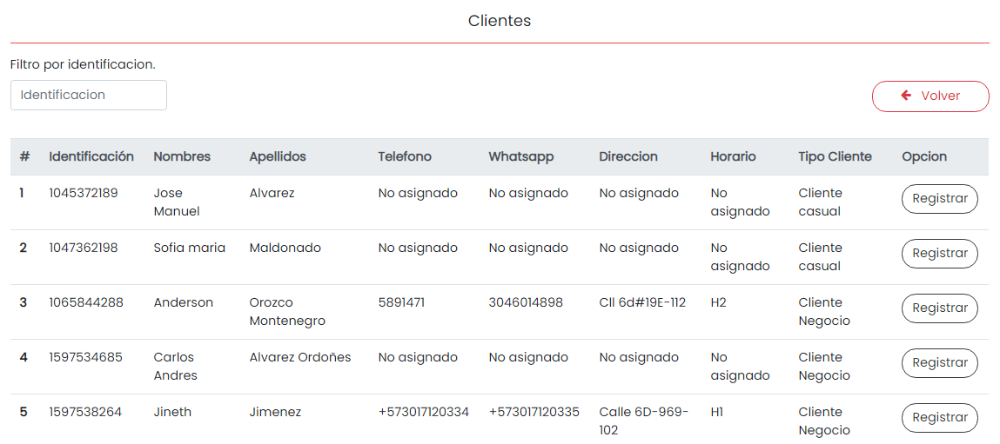 Clientes
Filtro por identificacion.
Identificacion
Volver
# Identificación Nombres Apellidos Telefono Whatsapp Direccion Horario Tipo Cliente Opcion
1 1045372189 Jose Alvarez No asignado No asignado No asignado No Cliente Registrar
Manuel asignado casual
2 1047362198 Sofia maria Maldonado No asignado No asignado No asignado No Cliente Registrar
asignado casual
3 1065844288 Anderson Orozco 5891471 3046014898 Cll 6d#19E-112 H2 Cliente Registrar
Montenegro Negocio
4 1597534685 Carlos Alvarez Ordoñes No asignado No asignado No asignado No Cliente Registrar
Andres asignado Negocio
5 1597538264 Jineth Jimenez +573017120334 +573017120335 Calle 6D-969- H1 Cliente Registrar
102 Negocio